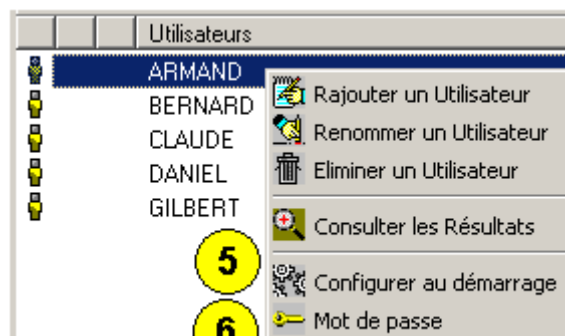 Utilisateurs
ARMAND
BERNARD
CLAUDE
DANIEL
GILBERT
Rajouter un Utilisateur
Renommer un Utilisateur
Eliminer un Utilisateur
Consulter les Résultats
5
Configurer au démarrage
6
Mot de passe